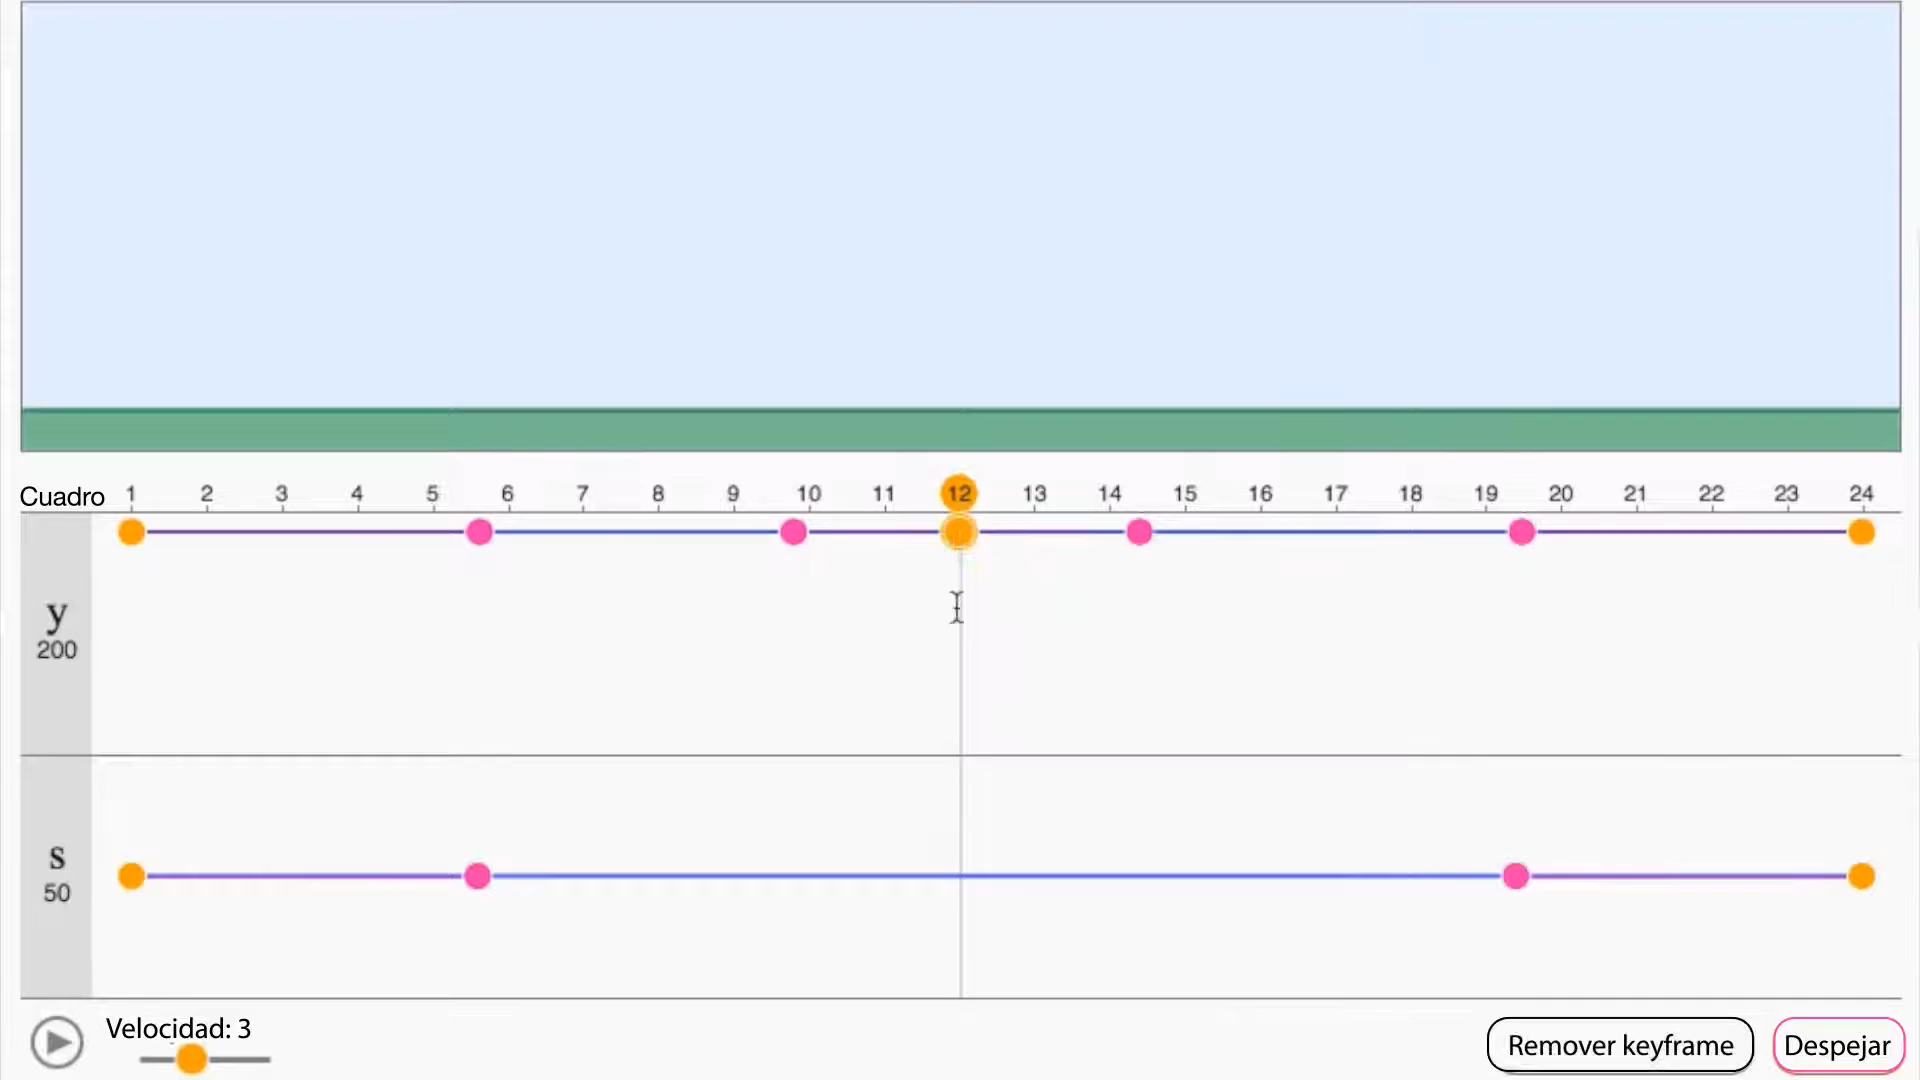 Cuadro 1 2 3 4 5 6 7 8 9 10 11 12 13 14 15 16 17 18 19 20 21 22 23 24
y
200
s
50
Velocidad: 3
Remover keyframe
Despejar